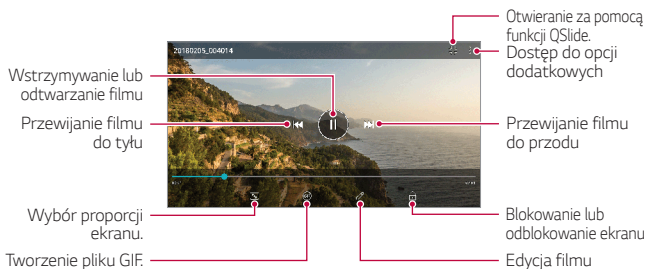 Otwieranie za pomocą
funkcji QSlide.
20180205_004014
Dostęp do opcji
dodatkowych
Wstrzymywanie lub
odtwarzanie filmu
Przewijanie filmu
do tyłu
Przewijanie filmu
do przodu
Wybór proporcji
ekranu.
Blokowanie lub
odblokowanie ekranu
Tworzenie pliku GIF.
Edycja filmu